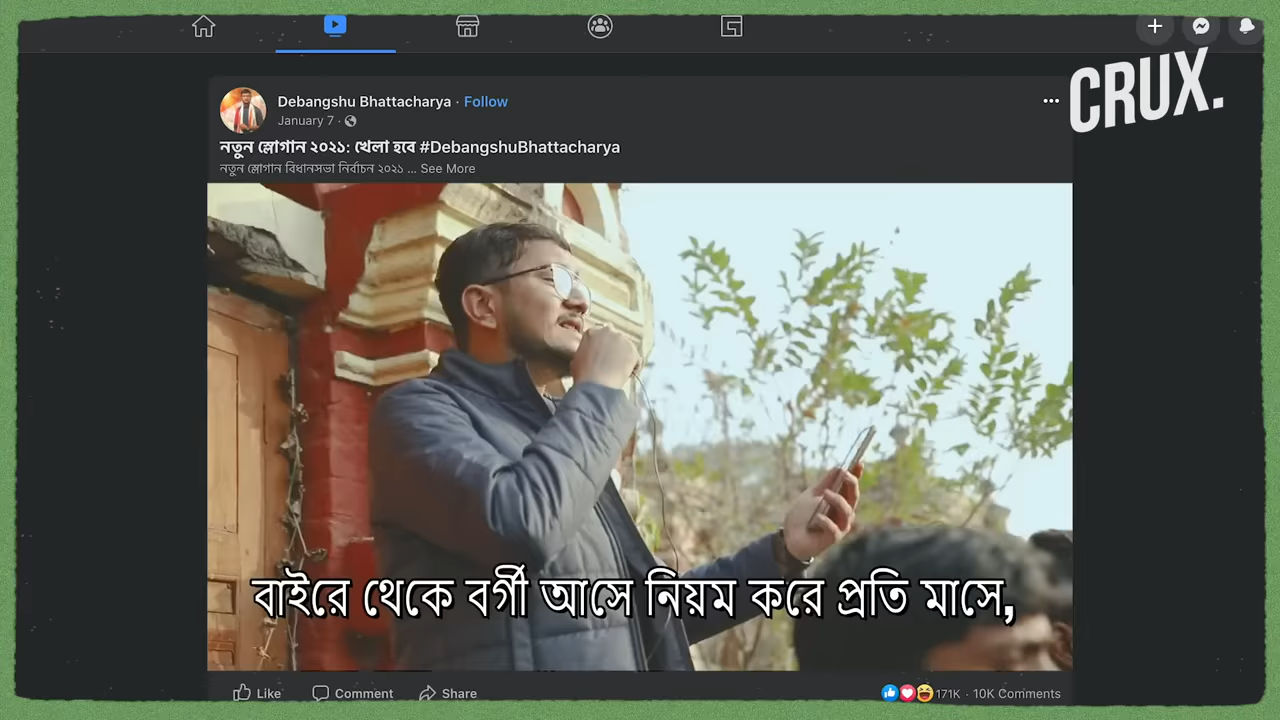 CRUX.
Debangshu Bhattacharya · Follow
January 7 ·
নতুন স্লোগান ২০২১: খেলা হবে #DebangshuBhattacharya
নতুন স্লোগান বিধানসভা নির্বাচন ২০২১ ... See More
বাইরে থেকে বর্গী আসে নিয়ম করে প্রতি মাসে,
Like Comment Share 171K · 10K Comments